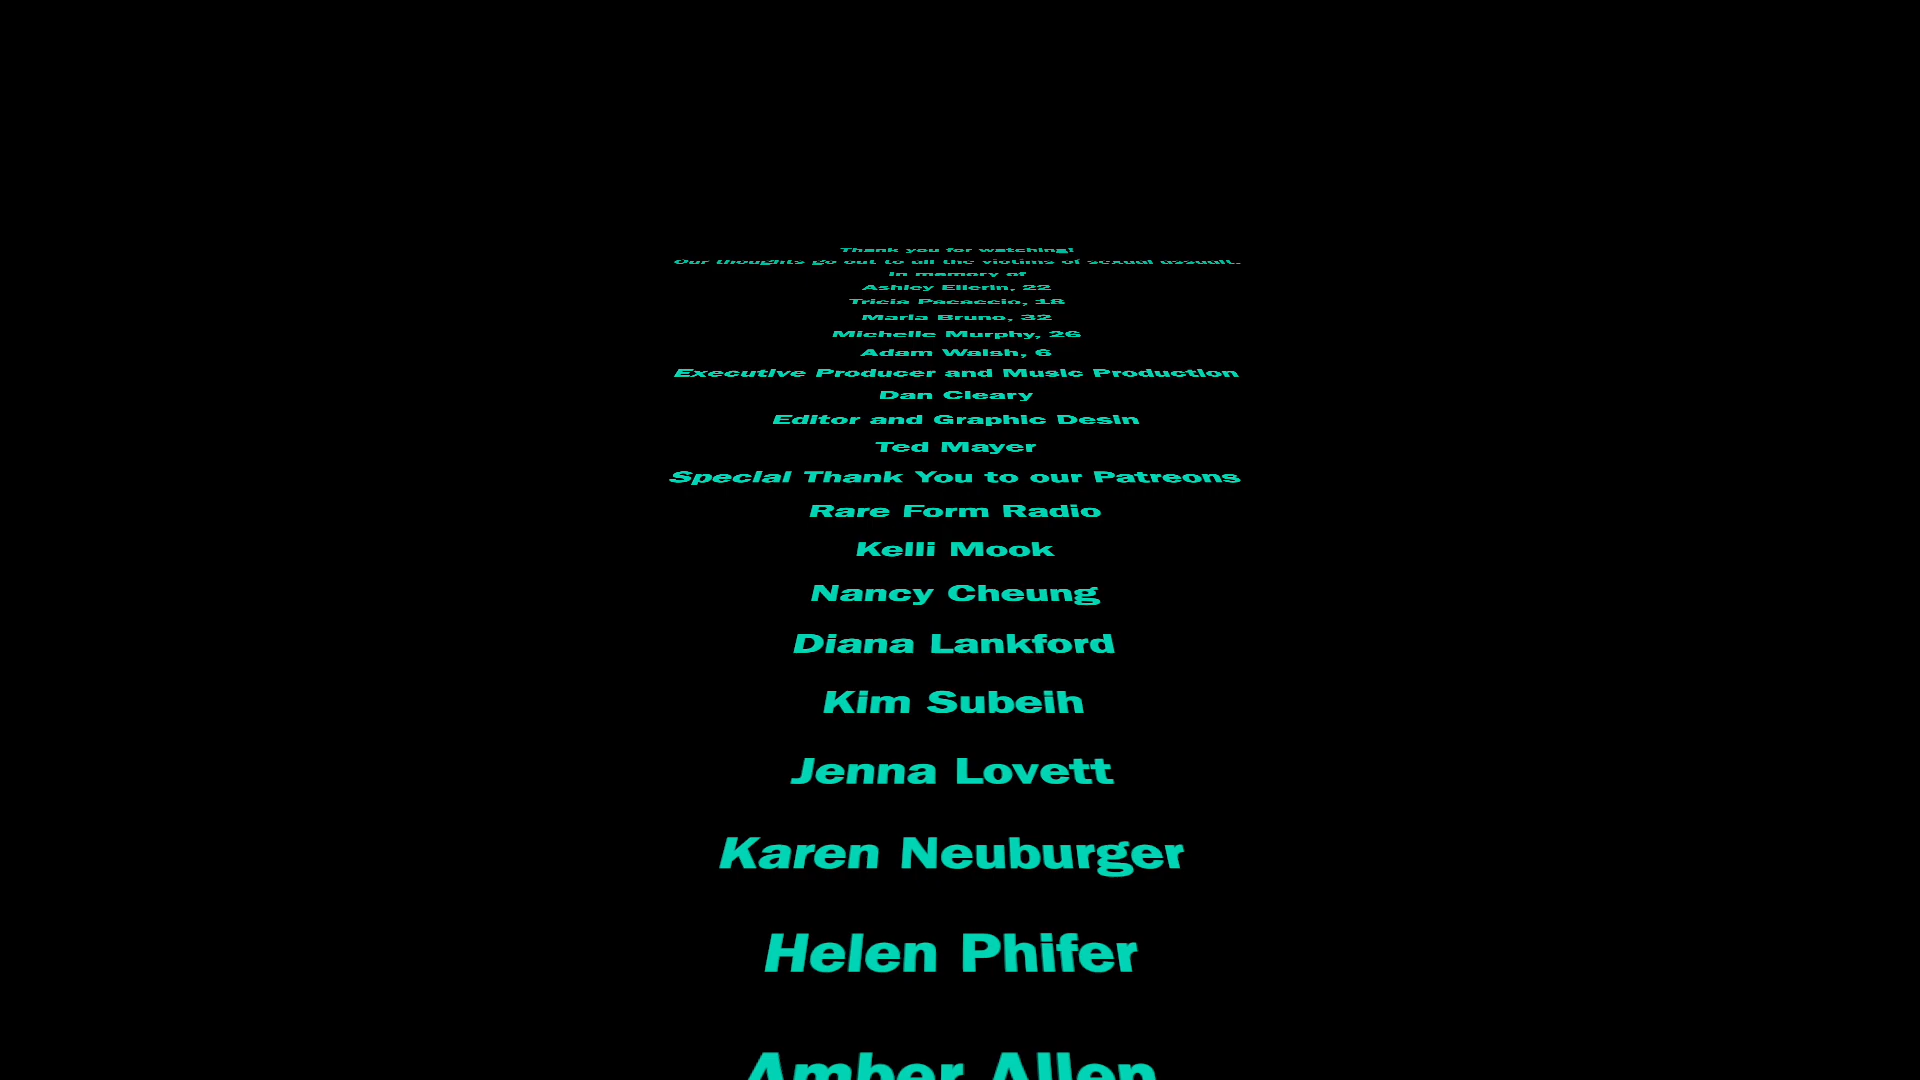 Thank you for watching!
Our thoughts go out to all the victims of sexual assault.
In memory of
Ashley Ellerin, 22
Tricia Pacaccio, 18
Maria Bruno, 32
Michelle Murphy, 26
Adam Walsh, 6
Executive Producer and Music Production
Dan Cleary
Editor and Graphic Desin
Ted Mayer
Special Thank You to our Patreons
Rare Form Radio
Kelli Mook
Nancy Cheung
Diana Lankford
Kim Subeih
Jenna Lovett
Karen Neuburger
Helen Phifer
Amber Allen